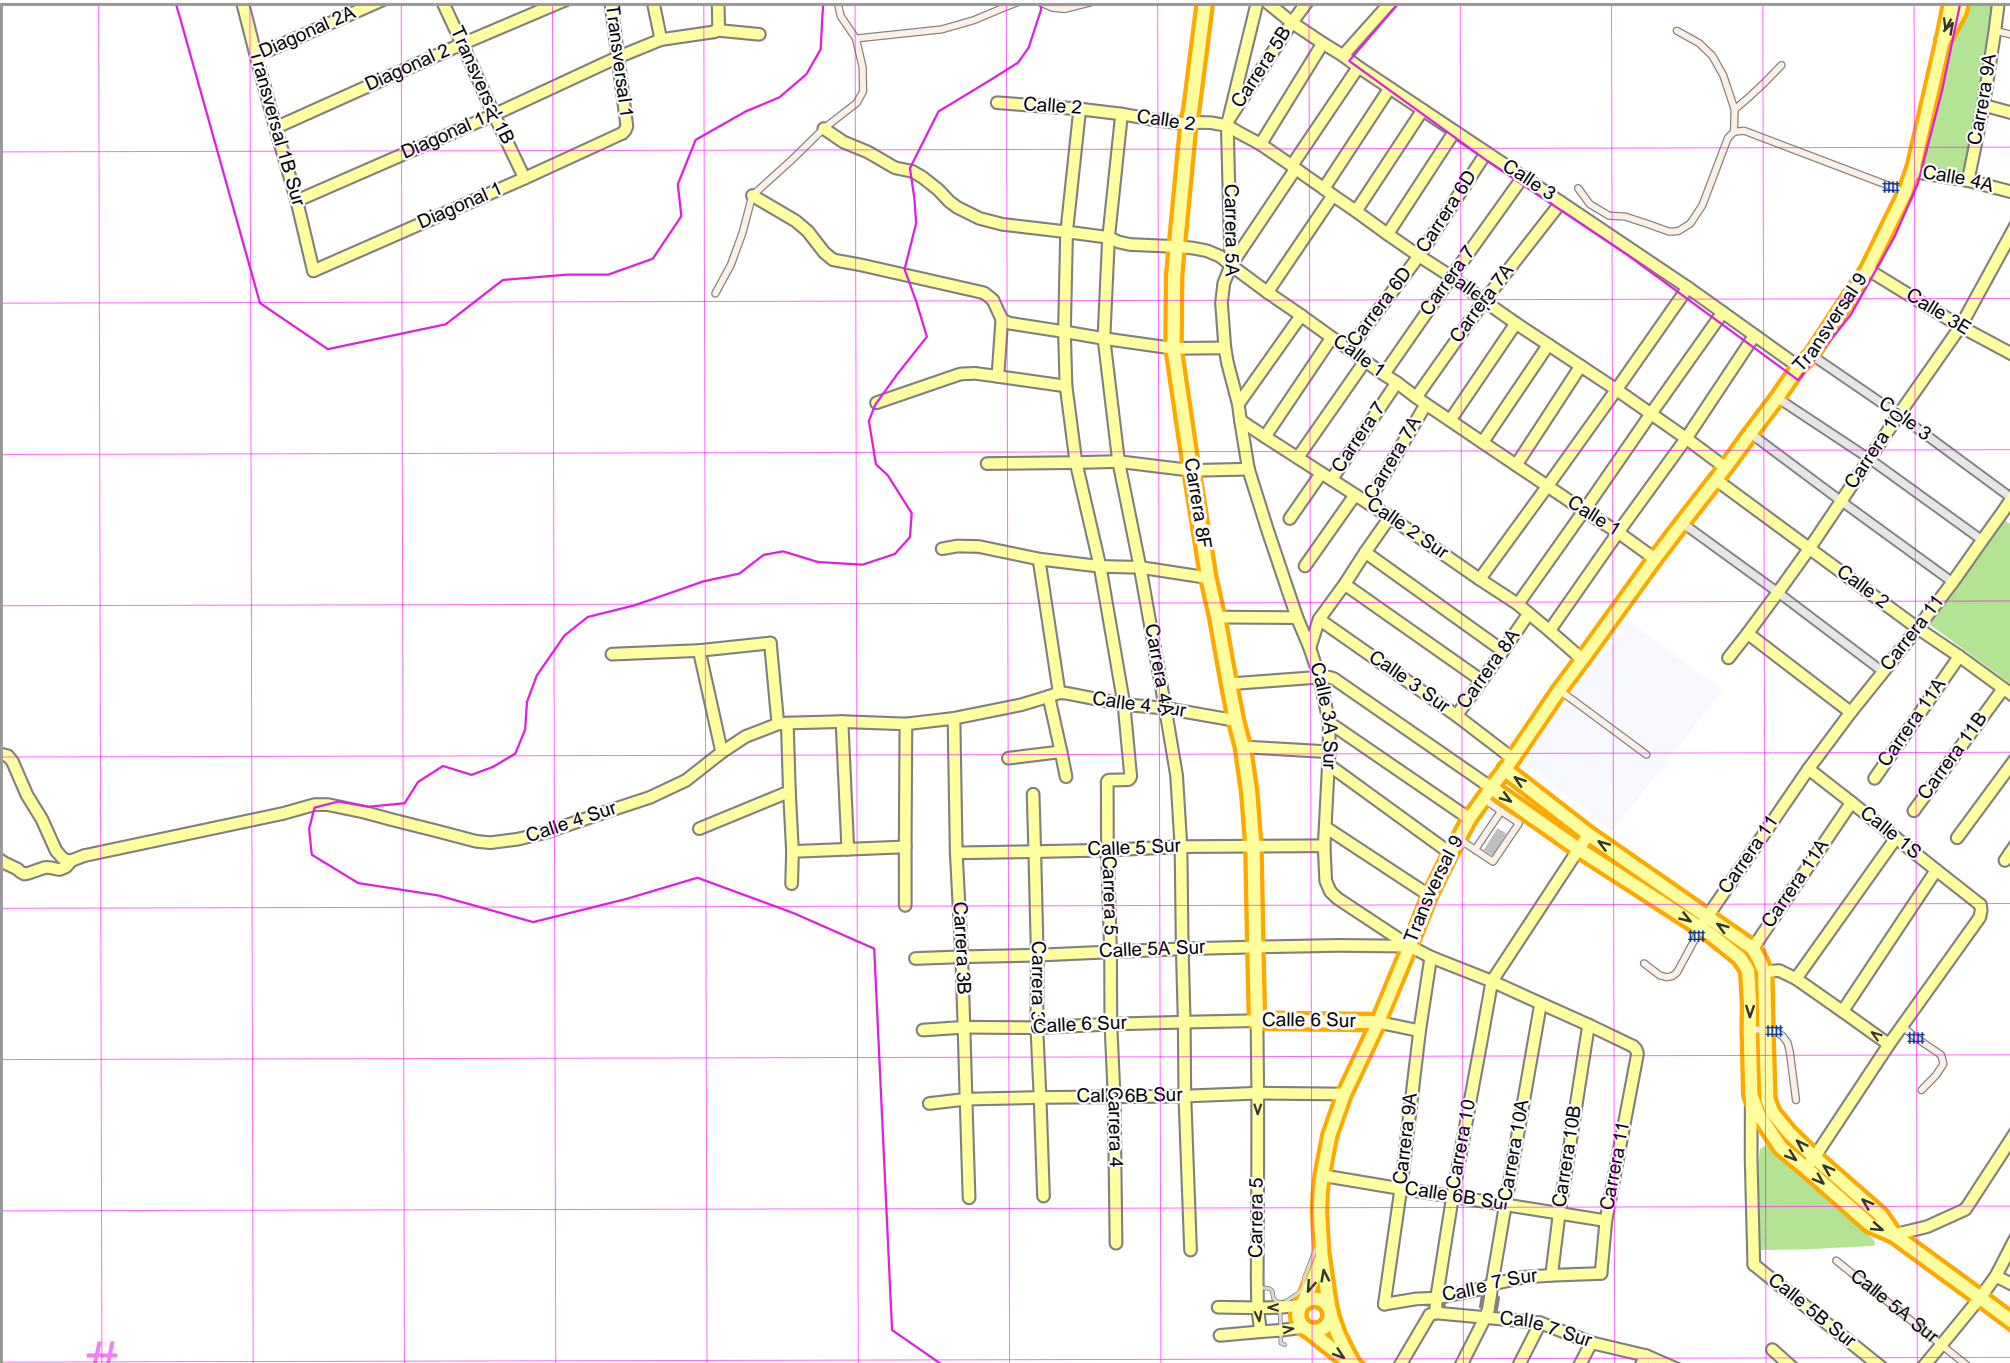 Diagonal 2A
Transversal 1
Carrera 5B
Carrera 9A
Diagonal 2
Transversal 1B
Transversal 1B Sur
Calle 2
Calle 2
Diagonal 1A
Calle 3
Calle 4A
Diagonal 1
Carrera 5A
Carrera 6D
Carrera 7
Carrera 7A
Calle
Carrera 6D
Transversal 9
Calle 3E
Calle 1
Calle 3
Carrera 10
Carrera 7
Carrera 7A
Carrera 8F
Calle 2 Sur
Calle 1
Calle 2
Carrera 11
Carrera 4A
Calle 3 Sur
Carrera 8A
Calle 4 Sur
Calle 3A Sur
Carrera 11A
Carrera 11B
Calle 4 Sur
Calle 5 Sur
Transversal 9
Carrera 11
Carrera 11A
Calle 1S
Carrera 5
Carrera 3B
Carrera 3
Calle 5A Sur
Calle 6 Sur
Calle 6 Sur
Calle 6B Sur
Carrera 4
Carrera 9A
Carrera 10
Carrera 10A
Carrera 10B
Carrera 11
Calle 6B Sur
Carrera 5
Calle 7 Sur
Calle 7 Sur
Calle 5B Sur
Calle 5A Sur
#